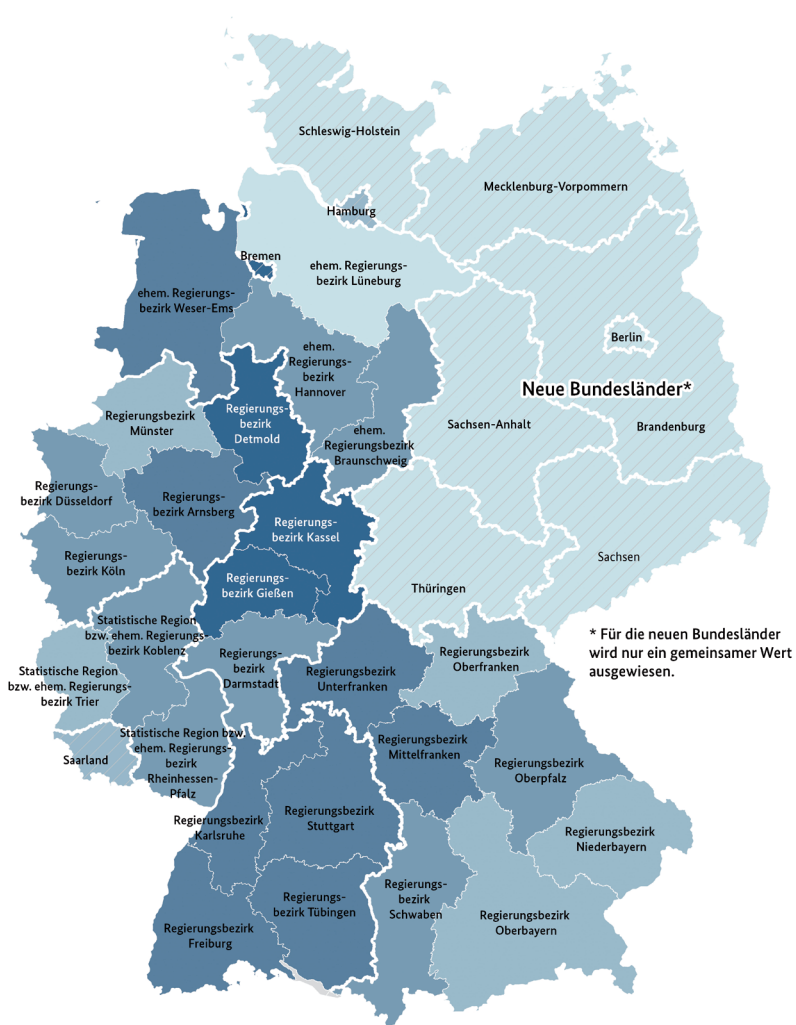 Schleswig-Holstein
Mecklenburg-Vorpommern
Hamburg
Bremen
ehem. Regierungs-
bezirk Lüneburg
ehem. Regierungs-
bezirk Weser-Ems
Berlin
ehem.
Regierungs-
bezirk
Hannover
Neue Bundesländer*
Regierungsbezirk
Münster
Regierungs-
bezirk
Detmold
Sachsen-Anhalt
Brandenburg
ehem.
Regierungsbezirk
Braunschweig
Regierungs-
bezirk Düsseldorf
Regierungs-
bezirk Arnsberg
Regierungs-
bezirk Kassel
Regierungs-
bezirk Köln
Sachsen
Regierungs-
bezirk Gießen
Thüringen
Statistische Region
bzw. ehem. Regierungs-
bezirk Koblenz
* Für die neuen Bundesländer
wird nur ein gemeinsamer Wert
ausgewiesen.
Regierungs-
bezirk
Darmstadt
Regierungsbezirk
Oberfranken
Statistische Region
bzw. ehem. Regierungs-
bezirk Trier
Regierungsbezirk
Unterfranken
Statistische Region bzw.
ehem. Regierungs-
bezirk
Rheinhessen-
Pfalz
Regierungsbezirk
Mittelfranken
Saarland
Regierungsbezirk
Oberpfalz
Regierungsbezirk
Karlsruhe
Regierungsbezirk
Stuttgart
Regierungsbezirk
Niederbayern
Regierungs-
bezirk Tübingen
Regierungs-
bezirk
Schwaben
Regierungsbezirk
Oberbayern
Regierungsbezirk
Freiburg